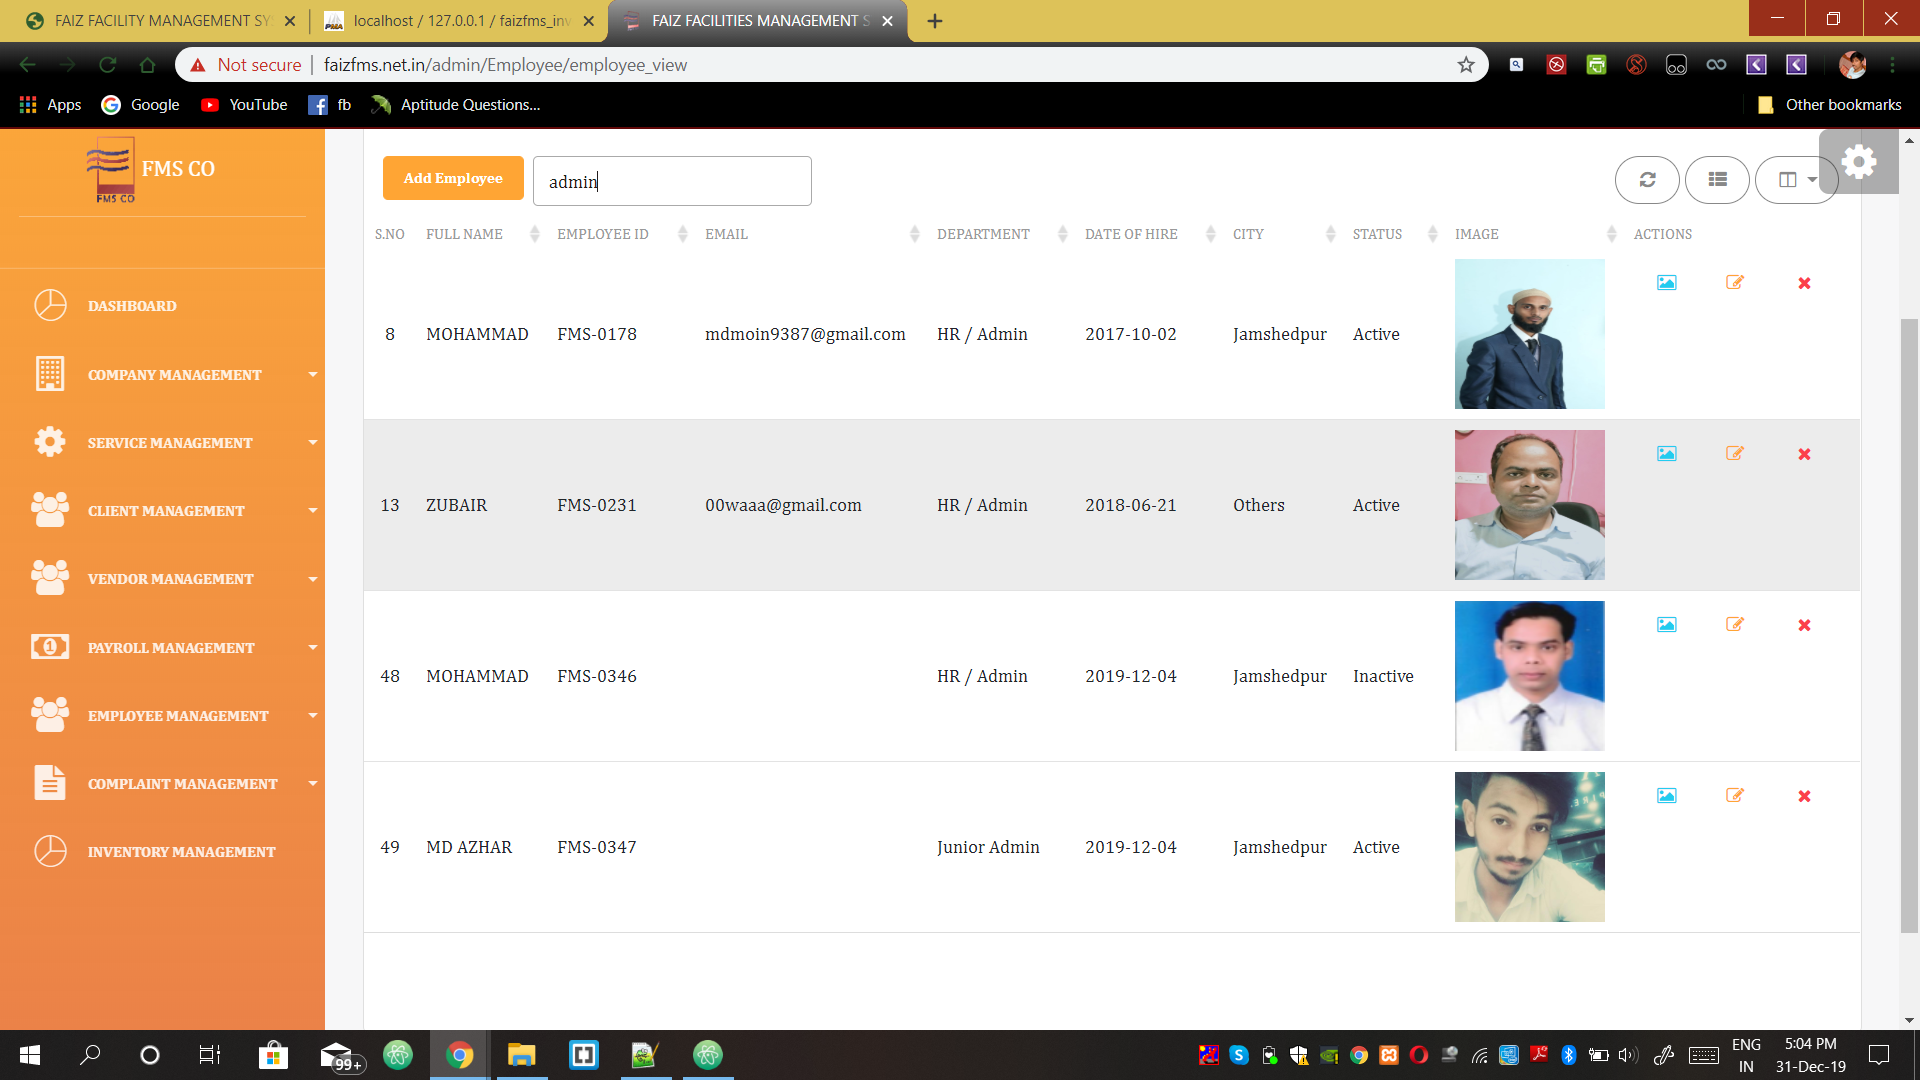 FAIZ FACILITY MANAGEMENT SY
localhost / 127.0.0.1 / faizfms_inv
FAIZ FACILITIES MANAGEMENT S
Not secure | faizfms.net.in/admin/Employee/employee_view
Apps Google YouTube fb Aptitude Questions... Other bookmarks
FMS CO
FMS CO
DASHBOARD
COMPANY MANAGEMENT
SERVICE MANAGEMENT
CLIENT MANAGEMENT
VENDOR MANAGEMENT
PAYROLL MANAGEMENT
EMPLOYEE MANAGEMENT
COMPLAINT MANAGEMENT
INVENTORY MANAGEMENT
Add Employee admin
S.NO FULL NAME EMPLOYEE ID EMAIL DEPARTMENT DATE OF HIRE CITY STATUS IMAGE ACTIONS
8 MOHAMMAD FMS-0178 mdmoin9387@gmail.com HR / Admin 2017-10-02 Jamshedpur Active
13 ZUBAIR FMS-0231 00waaa@gmail.com HR / Admin 2018-06-21 Others Active
48 MOHAMMAD FMS-0346 HR / Admin 2019-12-04 Jamshedpur Inactive
49 MD AZHAR FMS-0347 Junior Admin 2019-12-04 Jamshedpur Active
99+
ENG
IN
5:04 PM
31-Dec-19